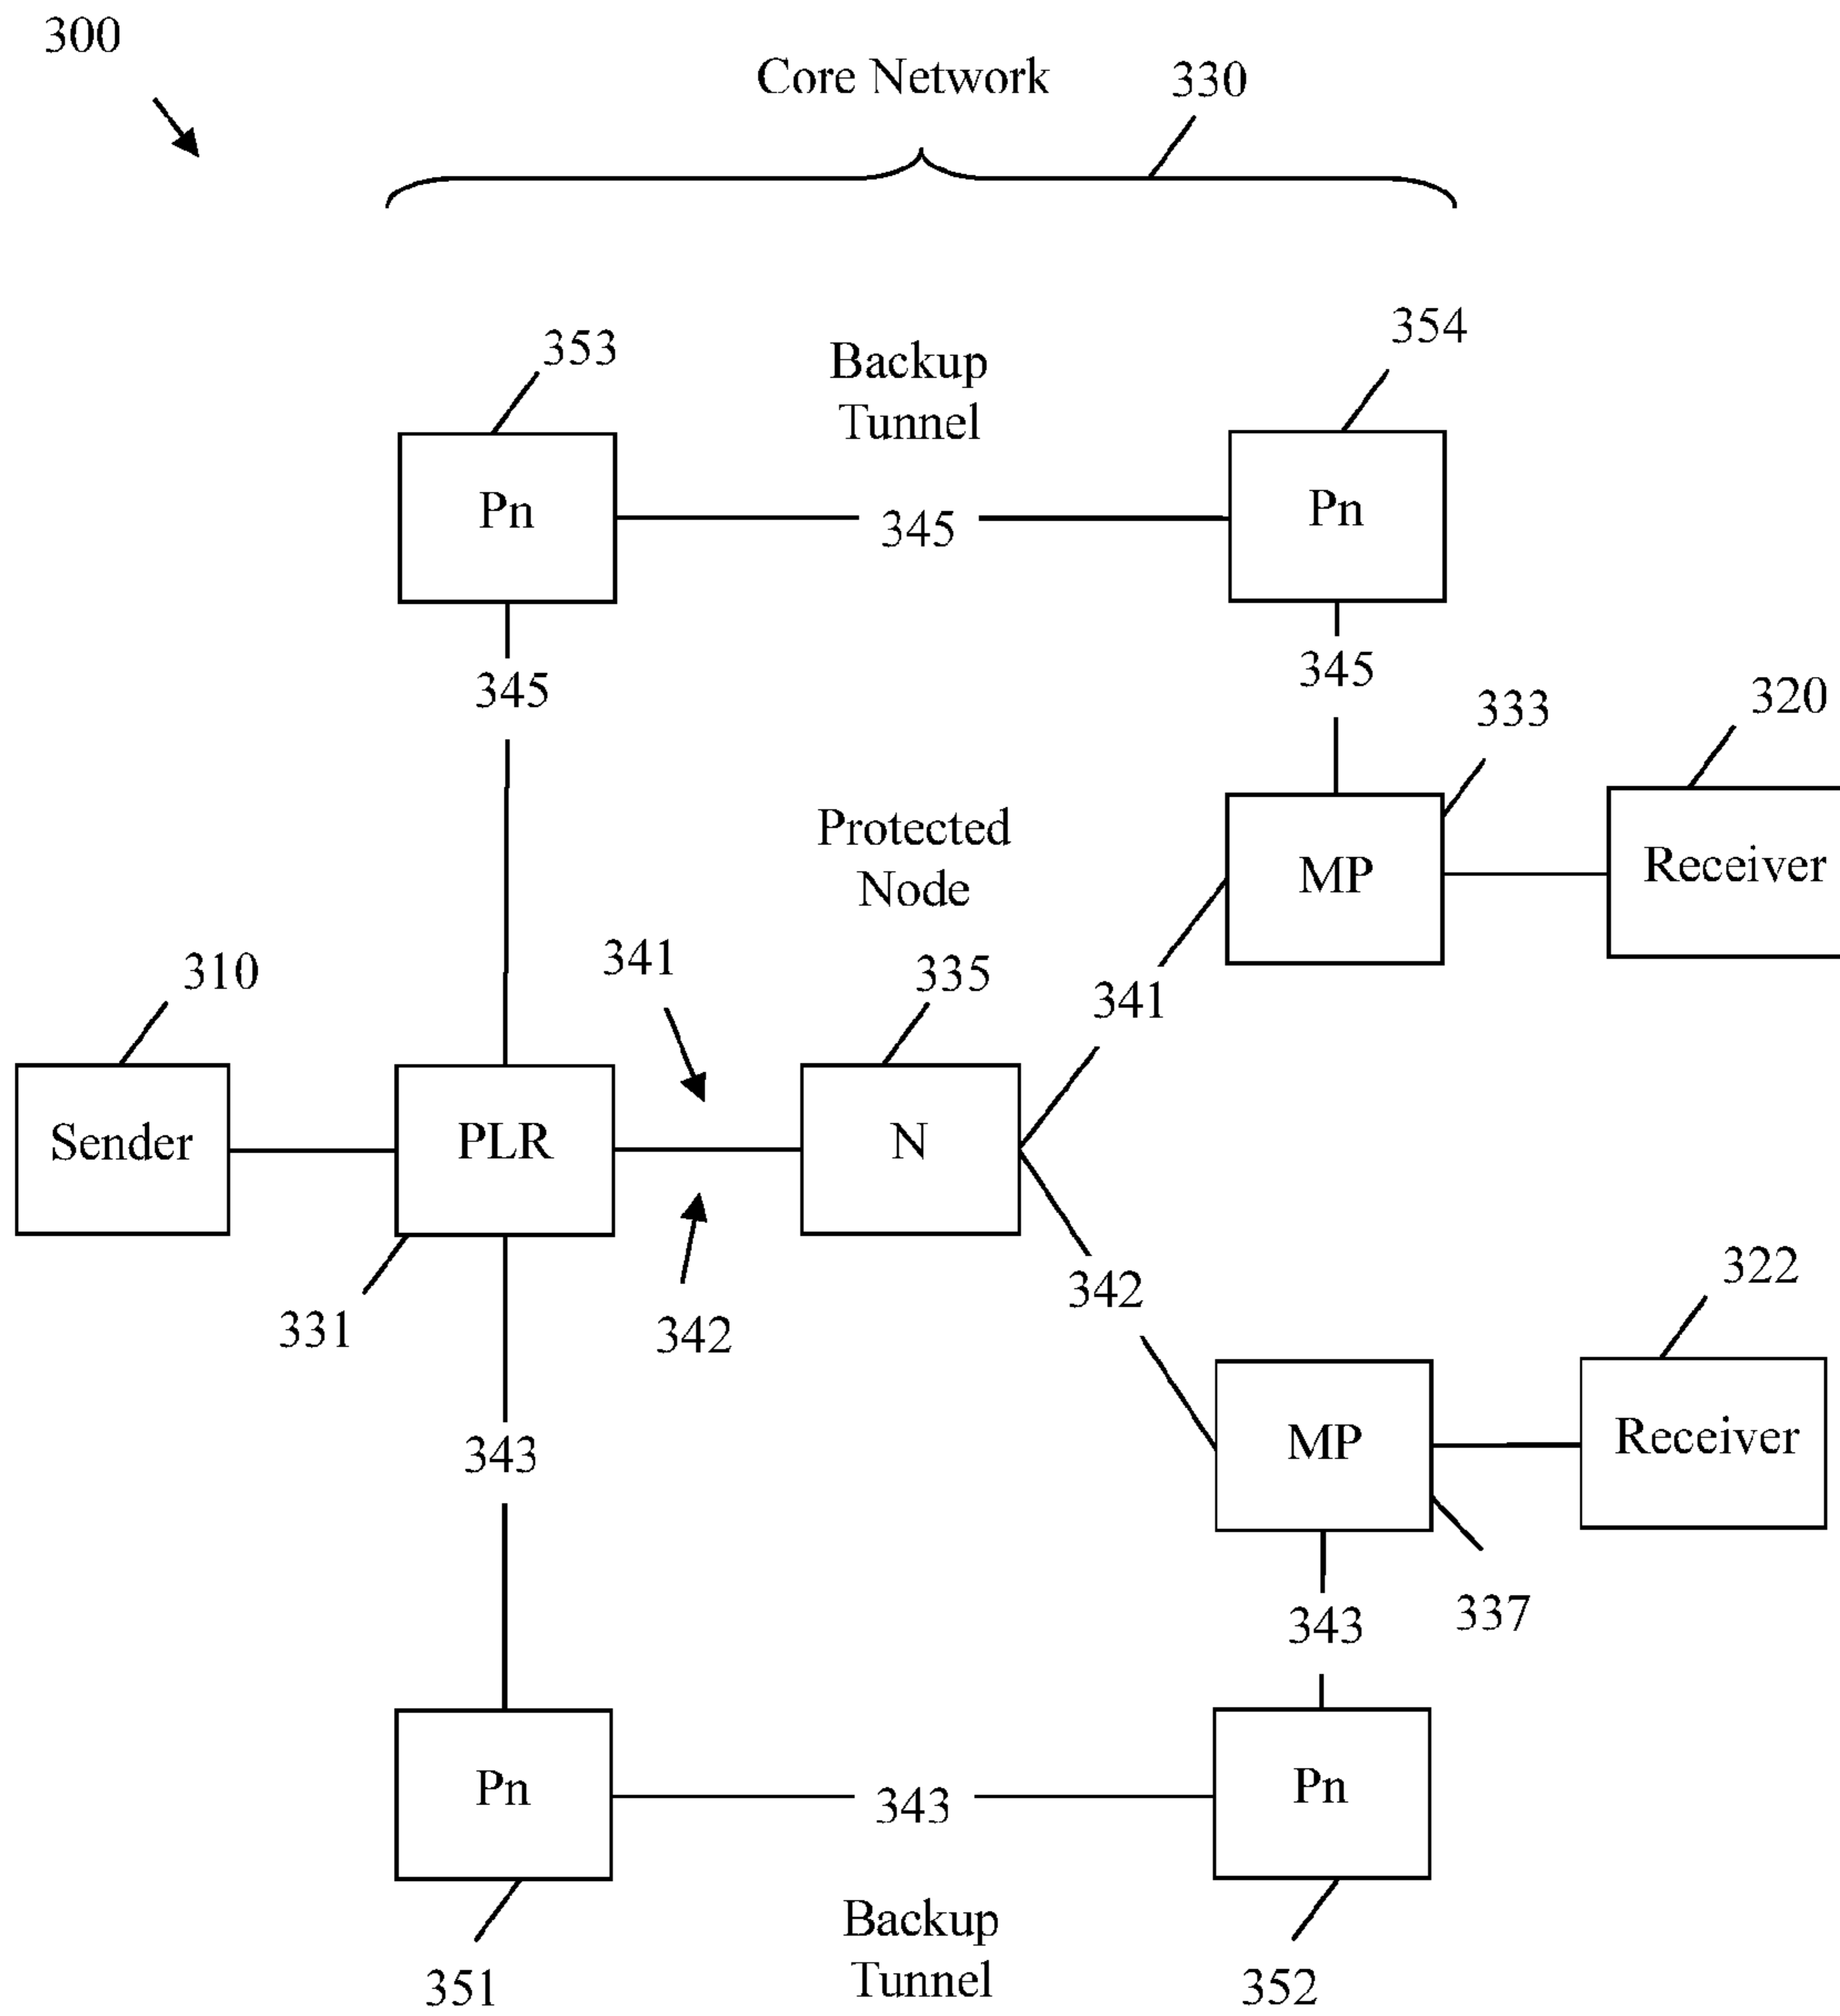 300
Core Network
330
353
Backup
Tunnel
354
Pn
345
Pn
345
345
333
320
Protected
Node
MP
Receiver
310
341
335
341
Sender
PLR
N
331
342
342
322
343
MP
Receiver
343
337
Pn
343
Pn
351
Backup
Tunnel
352